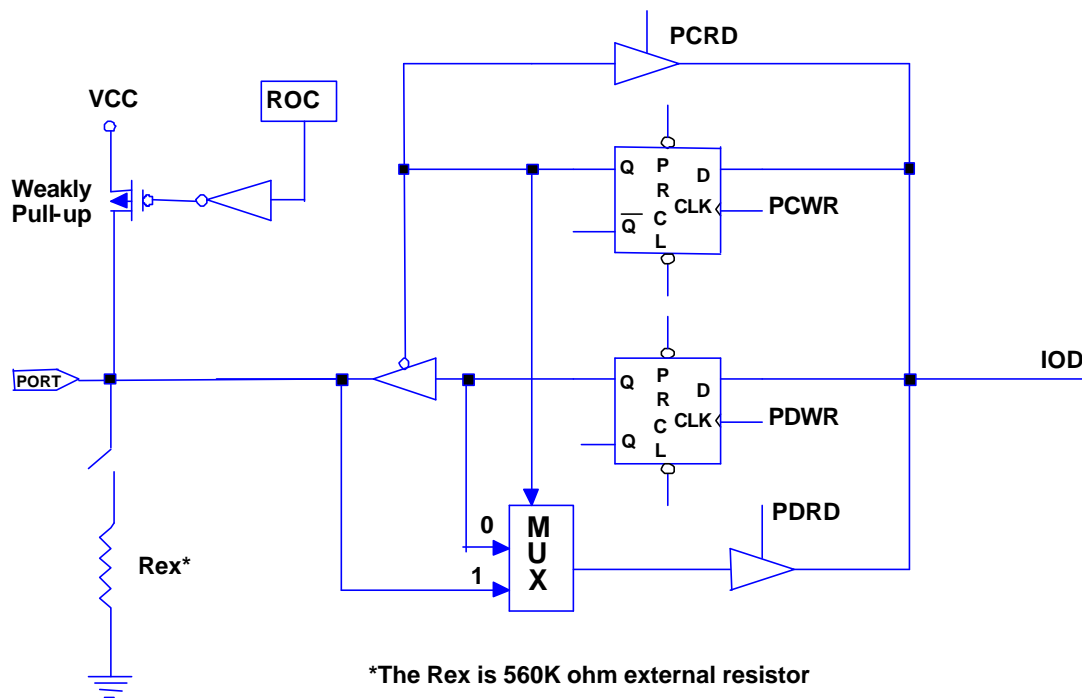 PCRD
VCC
ROC
Weakly
Pull-up
Q
P
R
C
L
D
CLK
Q
PCWR
PORT
IOD
Q
P
R
C
L
D
CLK
Q
PDWR
0
1
M
U
X
PDRD
Rex*
*The Rex is 560K ohm external resistor